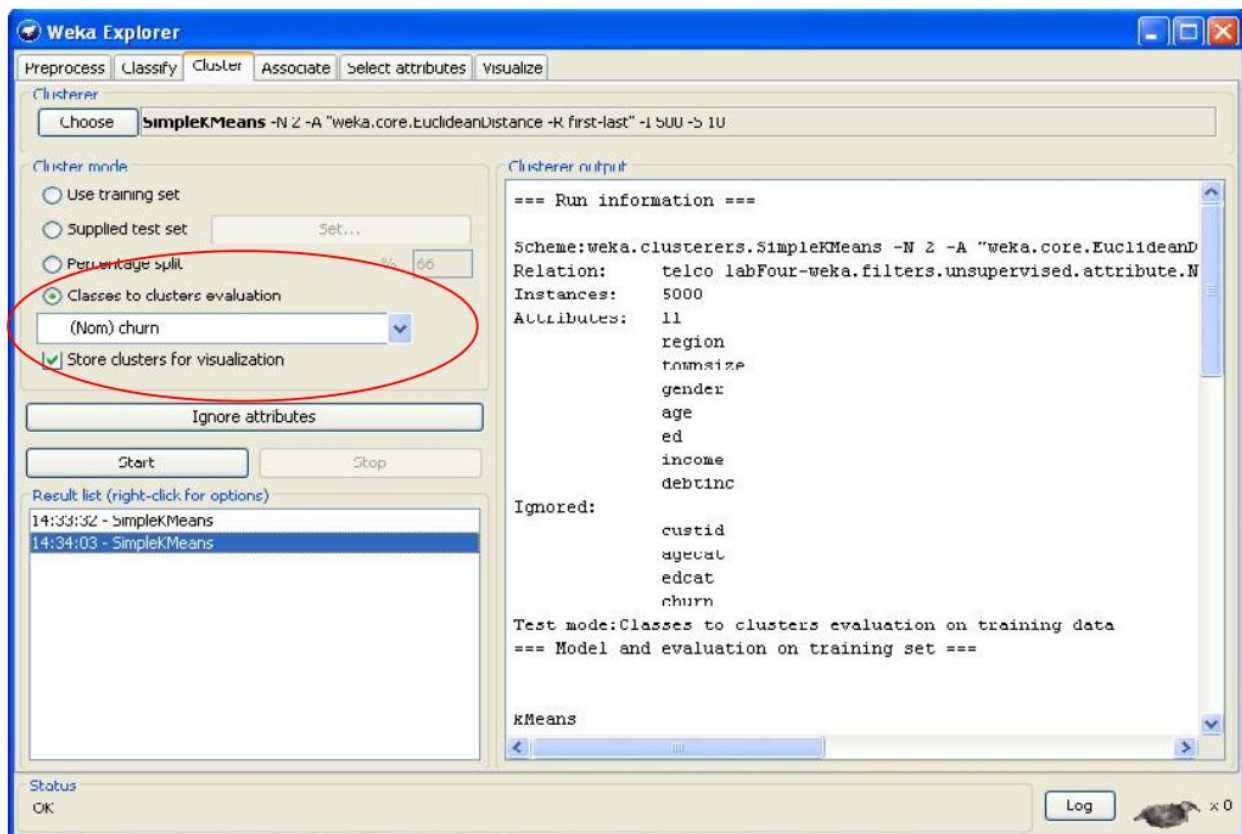 Weka Explorer
Preprocess Classify Cluster Associate Select attributes Visualize
Clusterer
Choose SimpleKMeans -N 2 -A "weka.core.EuclideanDistance -R first-last" -I 500 -S 10
Cluster mode
Use training set
Supplied test set Set...
Percentage split % 66
Classes to clusters evaluation
(Nom) churn
Store clusters for visualization
Ignore attributes
Start Stop
Result list (right-click for options)
14:33:32 - SimpleKMeans
14:34:03 - SimpleKMeans
Clusterer output
=== Run information ===
Scheme:weka.clusterers.SimpleKMeans -N 2 -A "weka.core.EuclideanD
Relation: telco labFour-weka.filters.unsupervised.attribute.N
Instances: 5000
Attributes: 11
region
townsize
gender
age
ed
income
debtinc
Ignored:
custid
agecat
edcat
churn
Test mode:Classes to clusters evaluation on training data
=== Model and evaluation on training set ===
kMeans
Status
OK
Log x 0